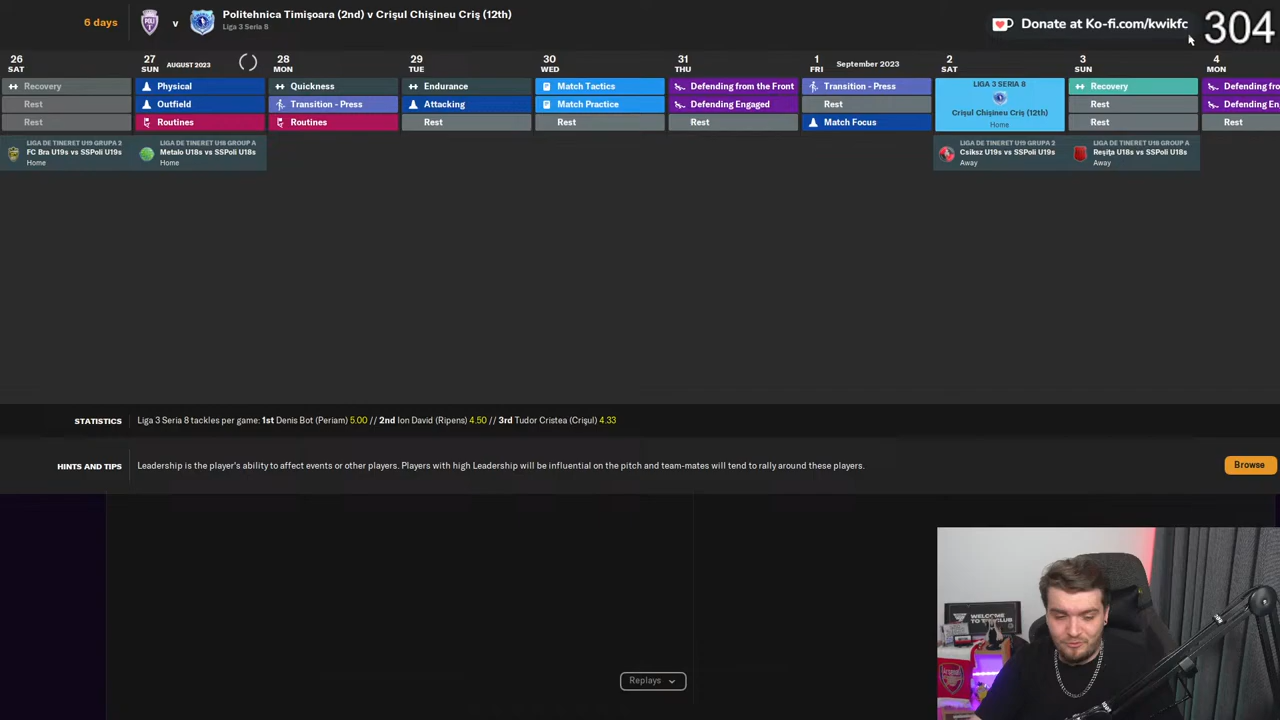 6 days
v
Politehnica Timişoara (2nd) v Crişul Chişineu Criş (12th)
Liga 3 Seria 8
Donate at Ko-fi.com/kwikfc
304
26
SAT
27
SUN
AUGUST 2023
28
MON
29
TUE
30
WED
31
THU
1
FRI
September 2023
2
SAT
3
SUN
4
MON
Recovery
Rest
Rest
Physical
Outfield
Routines
Quickness
Transition - Press
Routines
Endurance
Attacking
Rest
Match Tactics
Match Practice
Rest
Defending from the Front
Defending Engaged
Rest
Transition - Press
Rest
Match Focus
LIGA 3 SERIA 8
Crişul Chişineu Criş (12th)
Home
Recovery
Rest
Rest
Defending fro
Defending En
Rest
LIGA DE TINERET U19 GRUPA 2
FC Bra U19s vs SSPoli U19s
Home
LIGA DE TINERET U18 GROUP A
Metalo U18s vs SSPoli U18s
Home
LIGA DE TINERET U19 GRUPA 2
Csiksz U19s vs SSPoli U19s
Away
LIGA DE TINERET U18 GROUP A
Reşiţa U18s vs SSPoli U18s
Away
STATISTICS
Liga 3 Seria 8 tackles per game: 1st Denis Bot (Periam) 5.00 // 2nd Ion David (Ripens) 4.50 // 3rd Tudor Cristea (Crişul) 4.33
HINTS AND TIPS
Leadership is the player's ability to affect events or other players. Players with high Leadership will be influential on the pitch and team-mates will tend to rally around these players.
Browse
Replays
WELCOME
Arsenal